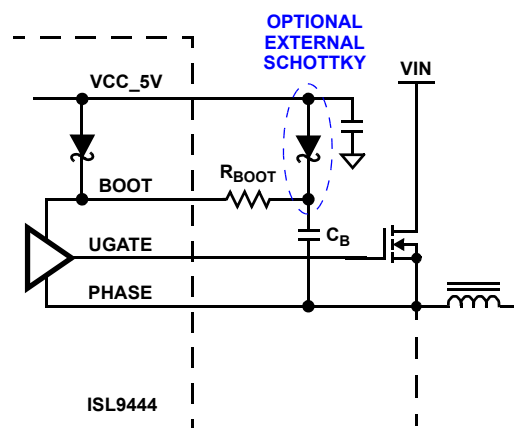 OPTIONAL
EXTERNAL
SCHOTTKY
VCC_5V
VIN
BOOT
RBOOT
CB
UGATE
PHASE
ISL9444